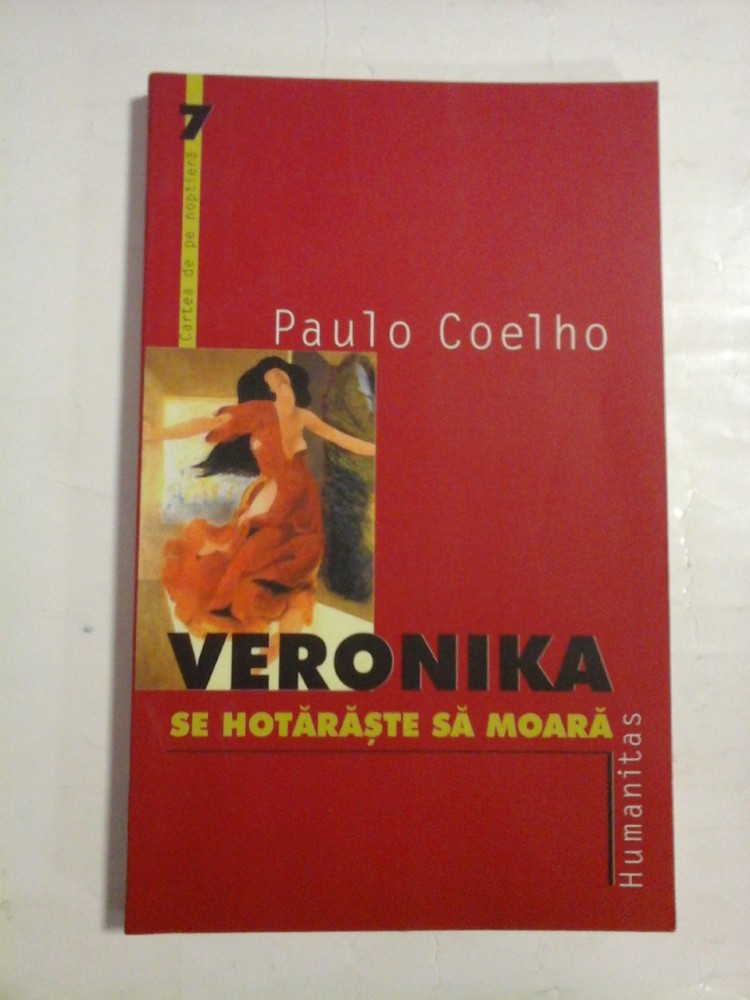 7
Cartea de pe noptieră
Paulo Coelho
VERONIKA
SE HOTĂRĂŞTE SĂ MOARĂ
Humanitas